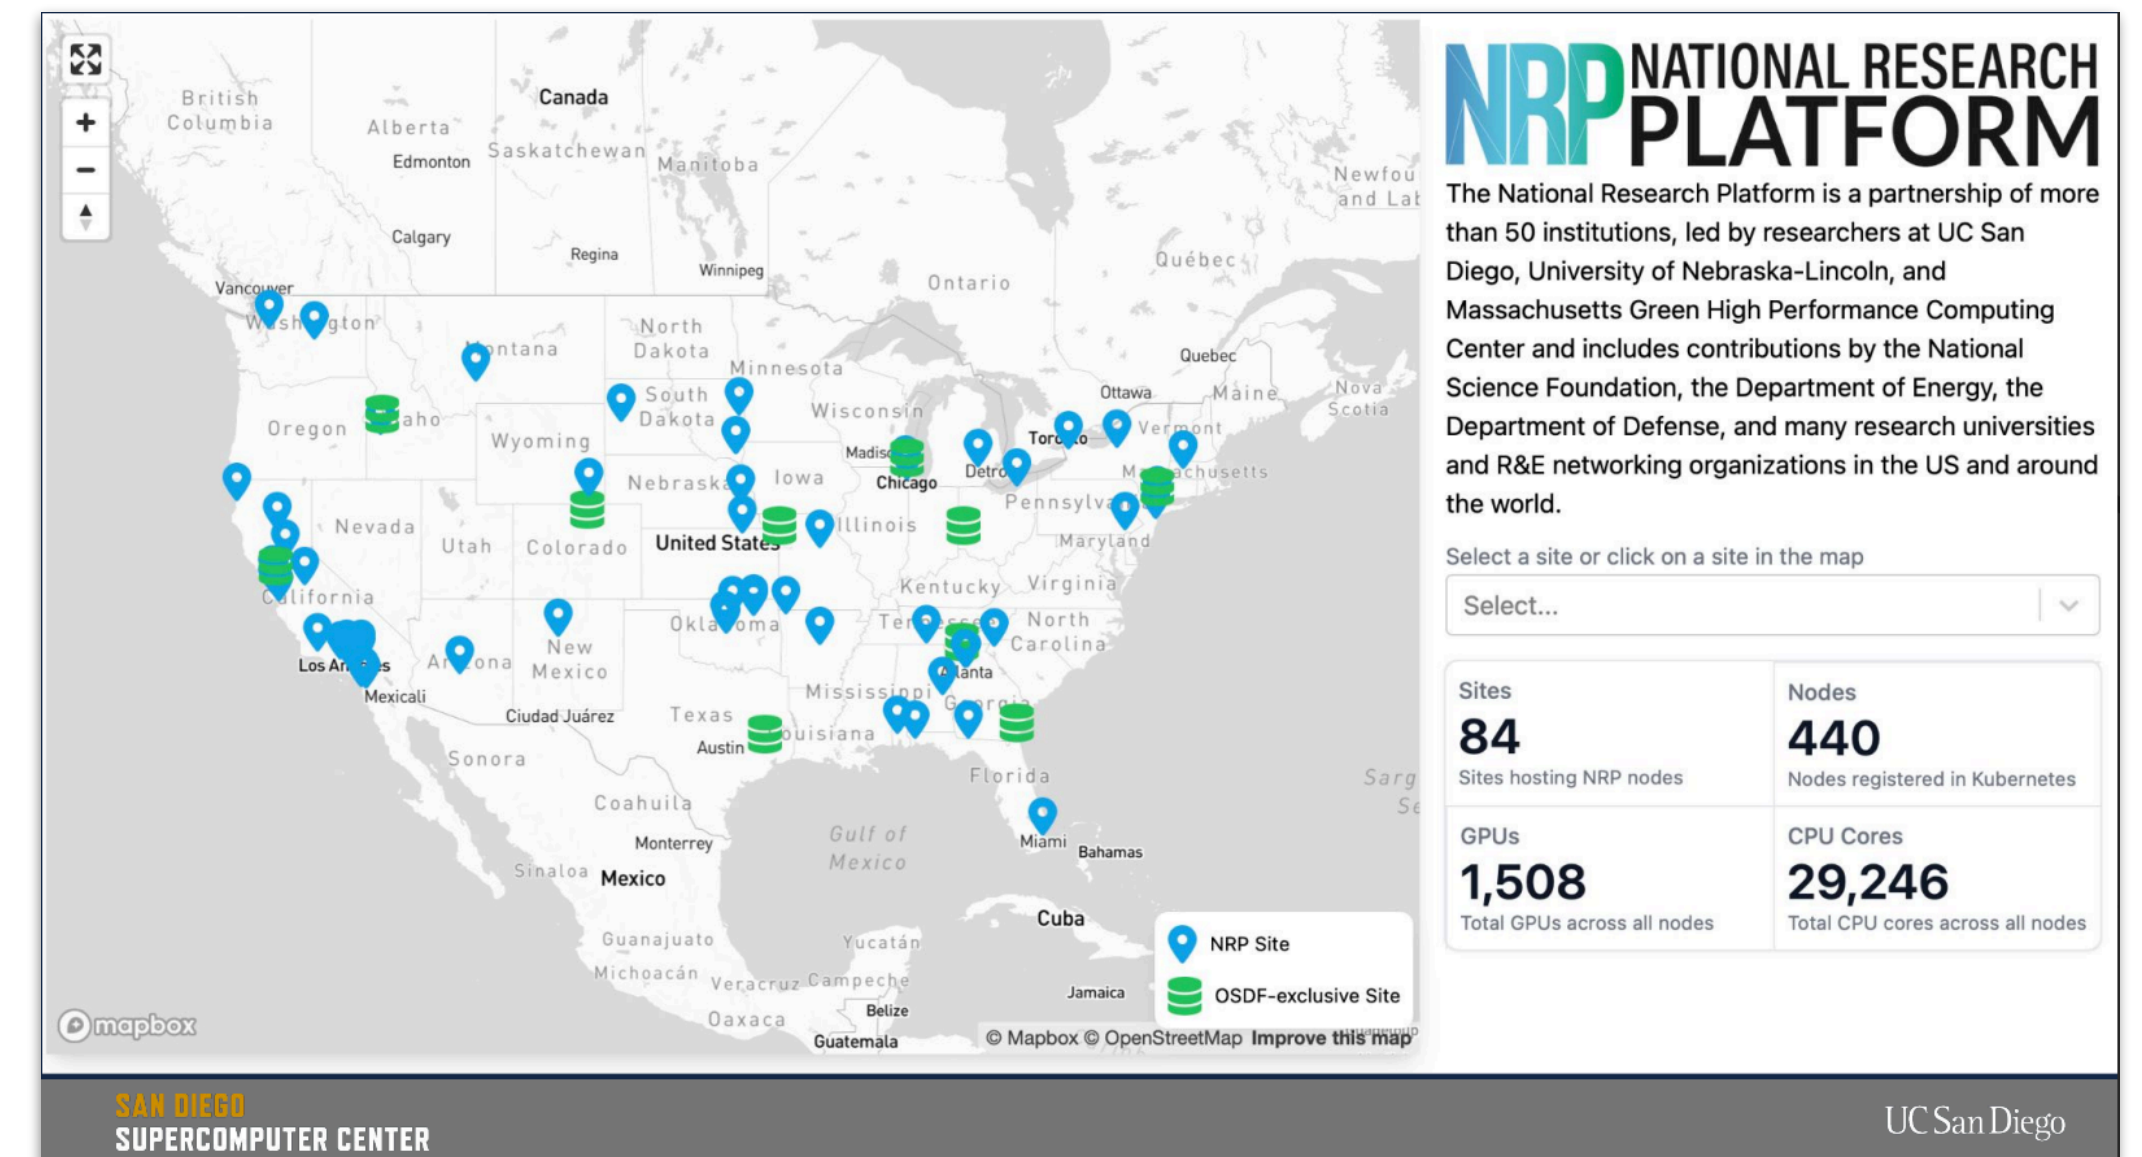 British
Columbia
Alberta
Edmonton
Canada
Saskatchewan
Manitoba
Newfou
and Lab
Calgary
Regina
Winnipeg
Ontario
Québec
Vancouver
North
Dakota
Minnesota
Quebec
Ottawa
Maine
Nova
Scotia
South
Dakota
Wisconsin
Oregon
Wyoming
Vermont
Detro
Chicago
Nebraska
Iowa
Nevada
Utah
Colorado
United States
Illinois
Maryland
California
Kentucky
Virginia
North
Carolina
New
Mexico
Mexicali
Ciudad Juárez
Texas
Austin
Mississippi
Atlanta
Sonora
Florida
Sarg
Se
Coahuila
Monterrey
Gulf of
Mexico
Miami
Bahamas
Sinaloa
Mexico
Cuba
Guanajuato
Yucatán
Michoacán
Veracruz
Campeche
Jamaica
Oaxaca
Belize
Guatemala
NRP Site
OSDF-exclusive Site
mapbox
© Mapbox © OpenStreetMap Improve this map
NRP NATIONAL RESEARCH
PLATFORM
The National Research Platform is a partnership of more
than 50 institutions, led by researchers at UC San
Diego, University of Nebraska-Lincoln, and
Massachusetts Green High Performance Computing
Center and includes contributions by the National
Science Foundation, the Department of Energy, the
Department of Defense, and many research universities
and R&E networking organizations in the US and around
the world.
Select a site or click on a site in the map
Select...
Sites
84
Sites hosting NRP nodes
Nodes
440
Nodes registered in Kubernetes
GPUs
1,508
Total GPUs across all nodes
CPU Cores
29,246
Total CPU cores across all nodes
SAN DIEGO
SUPERCOMPUTER CENTER
UC San Diego